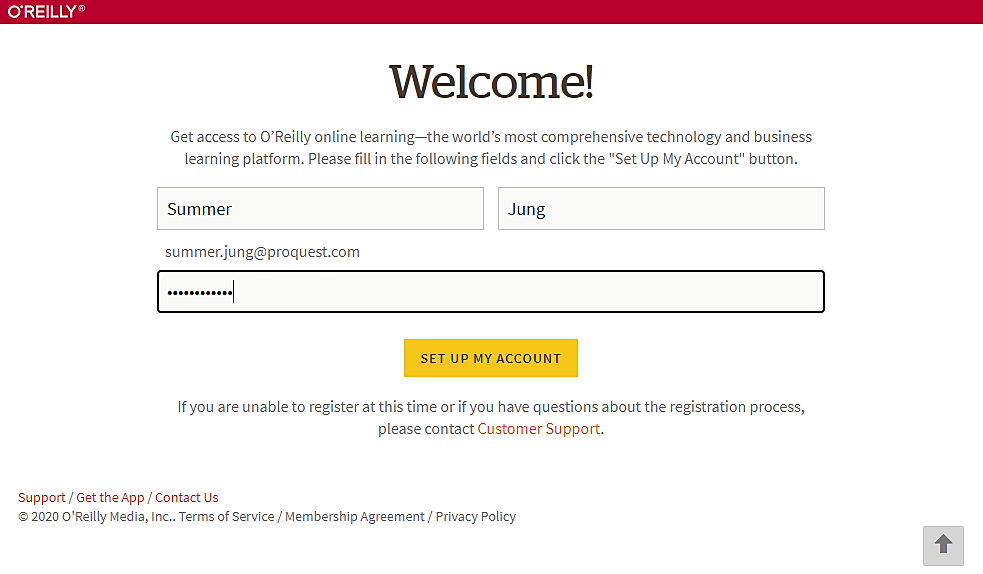 O'REILLY®
Welcome!
Get access to O’Reilly online learning—the world’s most comprehensive technology and business
learning platform. Please fill in the following fields and click the "Set Up My Account" button.
Summer
Jung
summer.jung@proquest.com
••••••••••••
SET UP MY ACCOUNT
If you are unable to register at this time or if you have questions about the registration process,
please contact Customer Support.
Support / Get the App / Contact Us
© 2020 O'Reilly Media, Inc.. Terms of Service / Membership Agreement / Privacy Policy